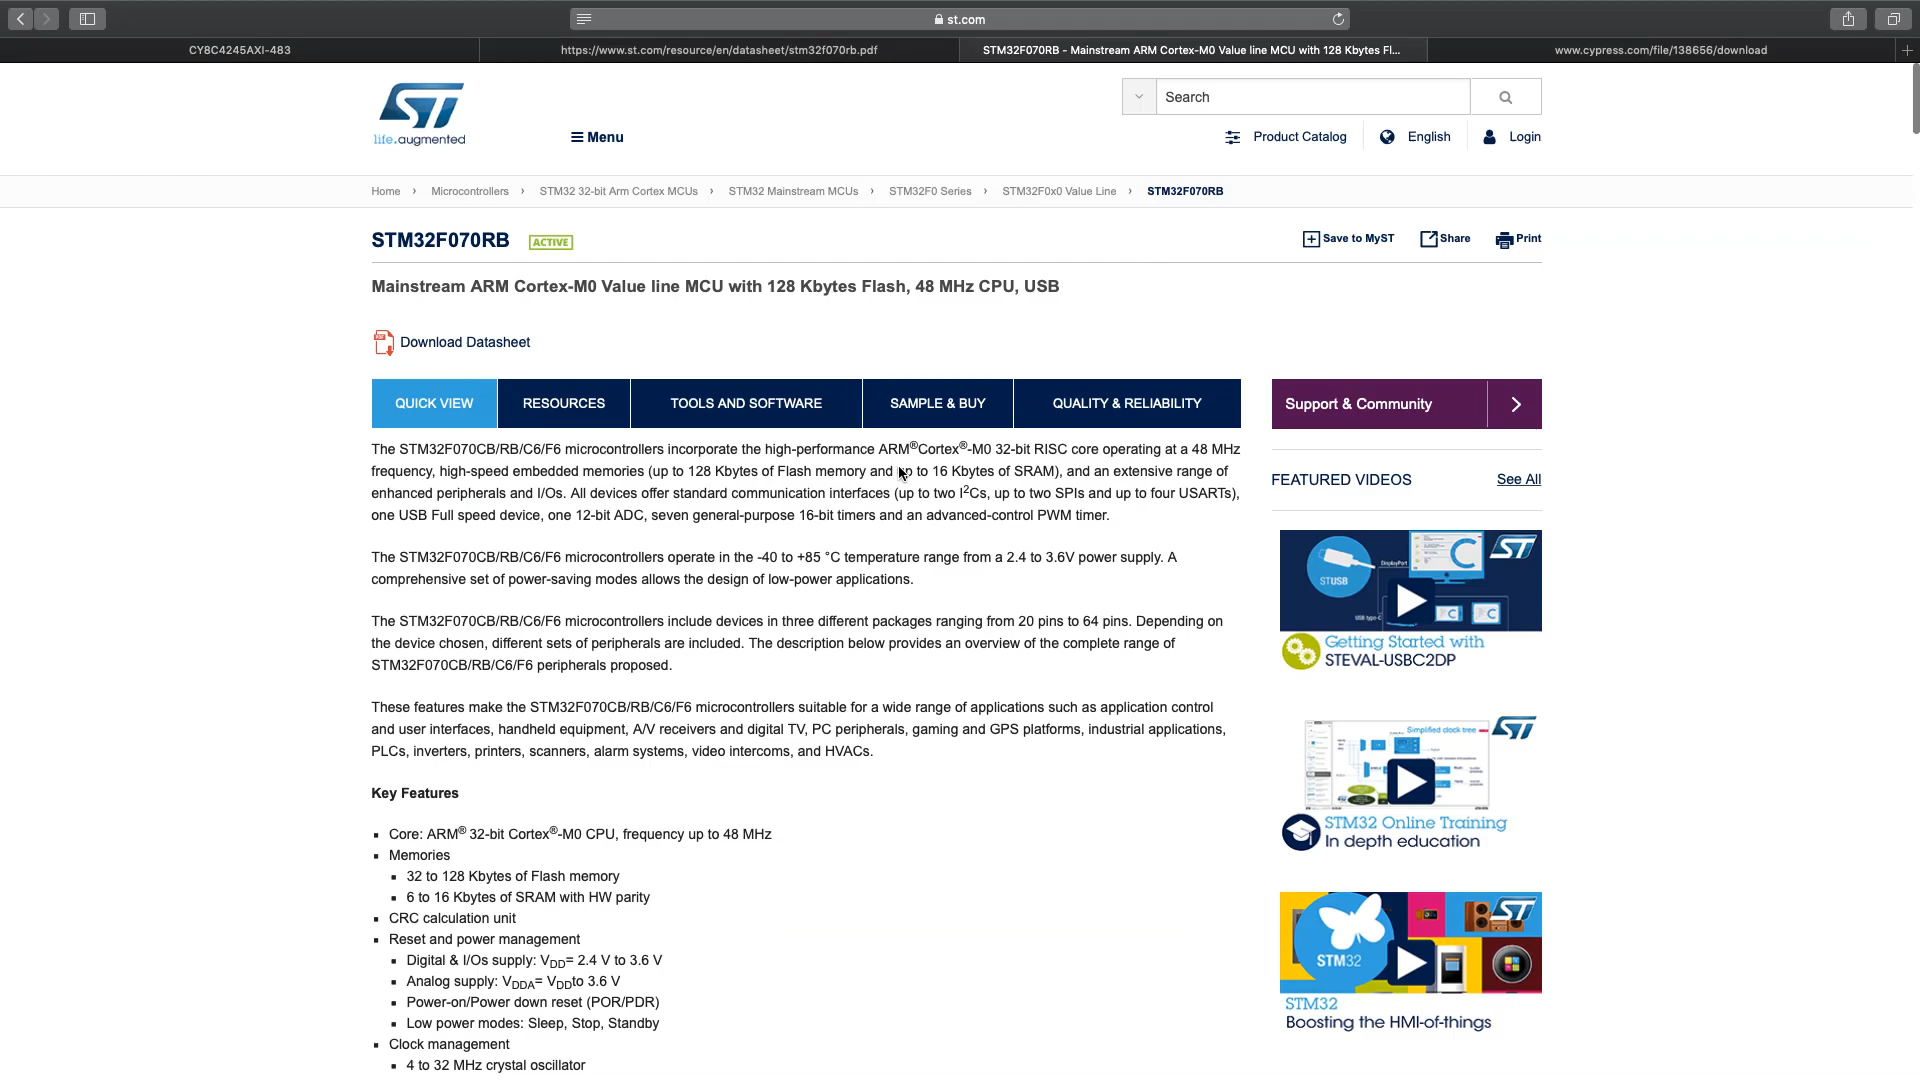 st.com
CY8C4245AXI-483
https://www.st.com/resource/en/datasheet/stm32f070rb.pdf
STM32F070RB - Mainstream ARM Cortex-M0 Value line MCU with 128 Kbytes Fl...
www.cypress.com/file/138656/download
ST
life.augmented
Menu
Search
Product Catalog
English
Login
Home › Microcontrollers › STM32 32-bit Arm Cortex MCUs › STM32 Mainstream MCUs › STM32F0 Series › STM32F0x0 Value Line › STM32F070RB
STM32F070RB ACTIVE
Save to MyST
Share
Print
Mainstream ARM Cortex-M0 Value line MCU with 128 Kbytes Flash, 48 MHz CPU, USB
Download Datasheet
QUICK VIEW
RESOURCES
TOOLS AND SOFTWARE
SAMPLE & BUY
QUALITY & RELIABILITY
The STM32F070CB/RB/C6/F6 microcontrollers incorporate the high-performance ARM®Cortex®-M0 32-bit RISC core operating at a 48 MHz
frequency, high-speed embedded memories (up to 128 Kbytes of Flash memory and up to 16 Kbytes of SRAM), and an extensive range of
enhanced peripherals and I/Os. All devices offer standard communication interfaces (up to two I²Cs, up to two SPIs and up to four USARTs),
one USB Full speed device, one 12-bit ADC, seven general-purpose 16-bit timers and an advanced-control PWM timer.
The STM32F070CB/RB/C6/F6 microcontrollers operate in the -40 to +85 °C temperature range from a 2.4 to 3.6V power supply. A
comprehensive set of power-saving modes allows the design of low-power applications.
The STM32F070CB/RB/C6/F6 microcontrollers include devices in three different packages ranging from 20 pins to 64 pins. Depending on
the device chosen, different sets of peripherals are included. The description below provides an overview of the complete range of
STM32F070CB/RB/C6/F6 peripherals proposed.
These features make the STM32F070CB/RB/C6/F6 microcontrollers suitable for a wide range of applications such as application control
and user interfaces, handheld equipment, A/V receivers and digital TV, PC peripherals, gaming and GPS platforms, industrial applications,
PLCs, inverters, printers, scanners, alarm systems, video intercoms, and HVACs.
Key Features
▪ Core: ARM® 32-bit Cortex®-M0 CPU, frequency up to 48 MHz
▪ Memories
▪ 32 to 128 Kbytes of Flash memory
▪ 6 to 16 Kbytes of SRAM with HW parity
▪ CRC calculation unit
▪ Reset and power management
▪ Digital & I/Os supply: VDD= 2.4 V to 3.6 V
▪ Analog supply: VDDA= VDDto 3.6 V
▪ Power-on/Power down reset (POR/PDR)
▪ Low power modes: Sleep, Stop, Standby
▪ Clock management
▪ 4 to 32 MHz crystal oscillator
Support & Community
FEATURED VIDEOS
See All
ST
DisplayPort
STUSB
Getting Started with
STEVAL-USBC2DP
Simplified clock tree
ST
STM32 Online Training
In depth education
ST
STM32
STM32
Boosting the HMI-of-things